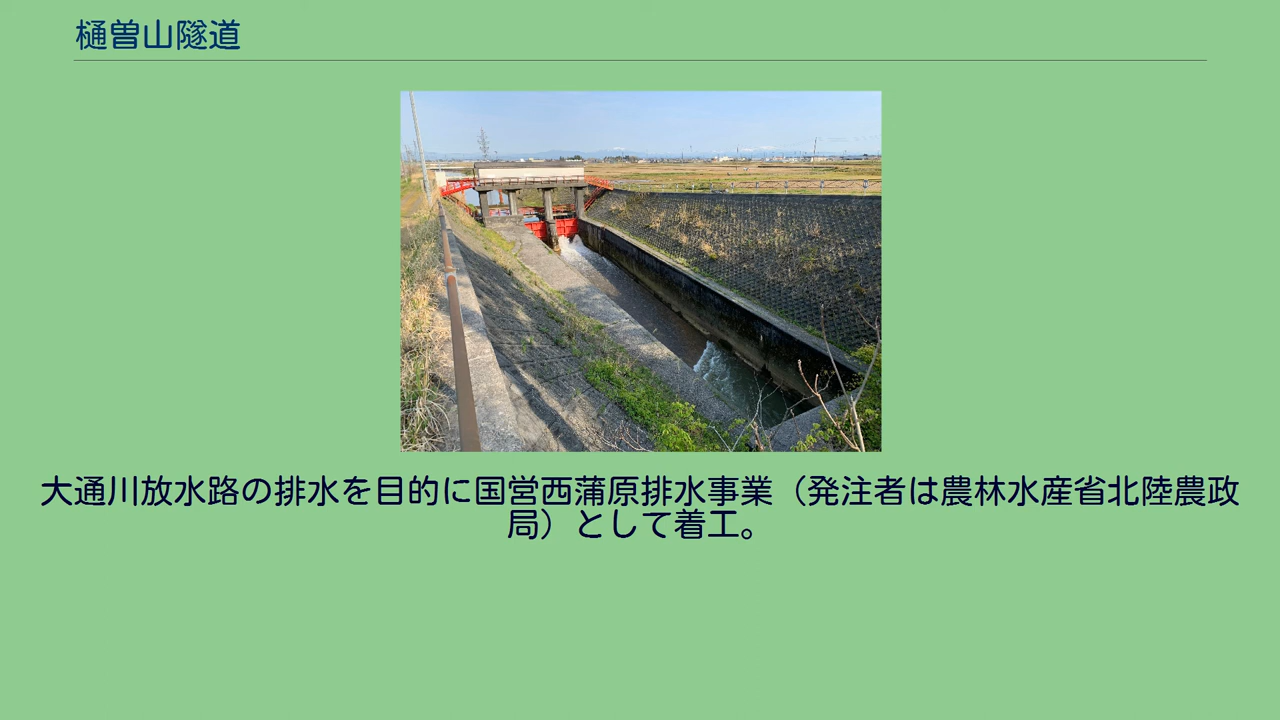 樋曽山隧道
大通川放水路の排水を目的に国営西蒲原排水事業（発注者は農林水産省北陸農政
局）として着工。